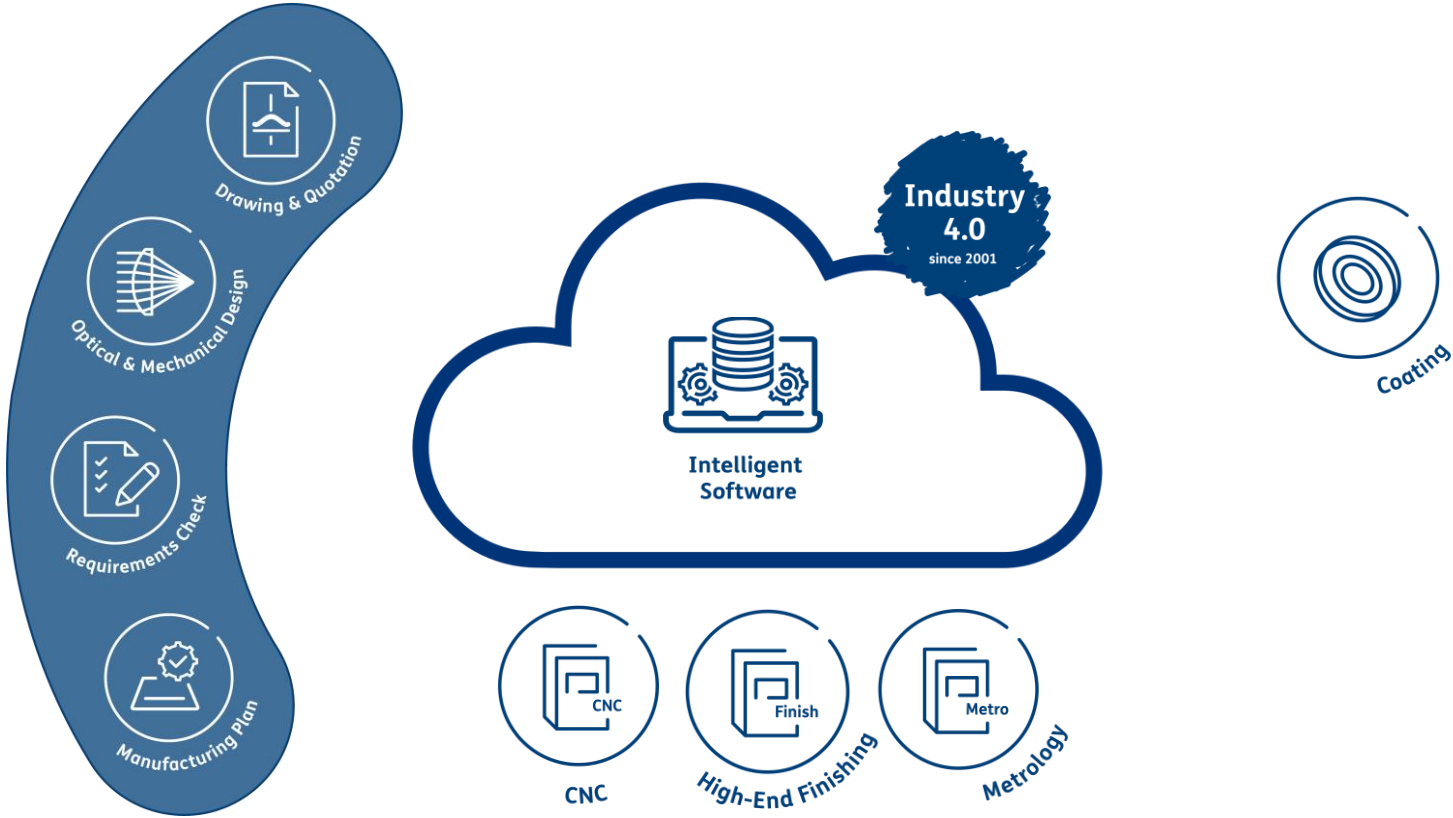 Drawing & Quotation
Optical & Mechanical Design
Requirements Check
Manufacturing Plan
Industry
4.0
since 2001
Intelligent
Software
CNC
CNC
Finish
High-End Finishing
Metro
Metrology
Coating